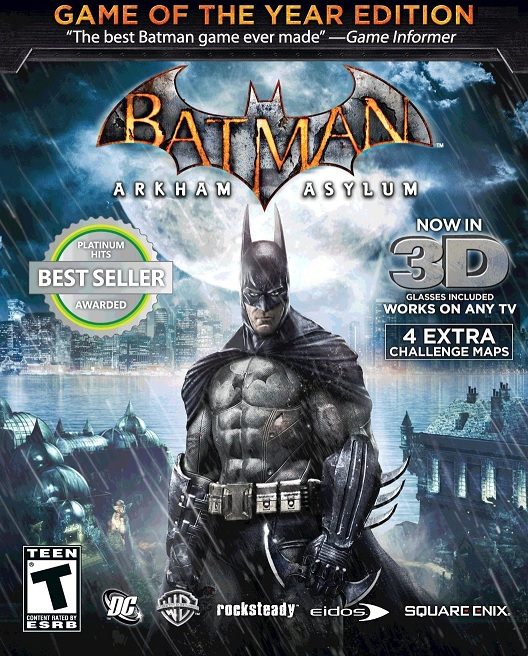 GAME OF THE YEAR EDITION
"The best Batman game ever made" —Game Informer
BATMAN™
ARKHAM ASYLUM
PLATINUM
HITS
BEST SELLER
AWARDED
NOW IN
3D
GLASSES INCLUDED
WORKS ON ANY TV
4 EXTRA
CHALLENGE MAPS
TEEN
T
CONTENT RATED BY
ESRB
DC
WB
rocksteady
eidos
SQUARE ENIX.